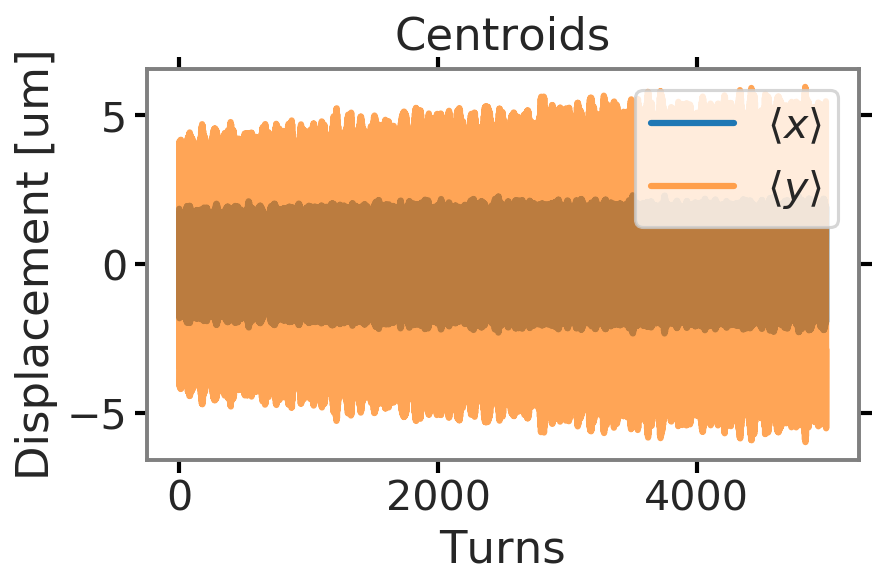 Centroids
Displacement [um]
5
0
−5
⟨x⟩
⟨y⟩
0 2000 4000
Turns